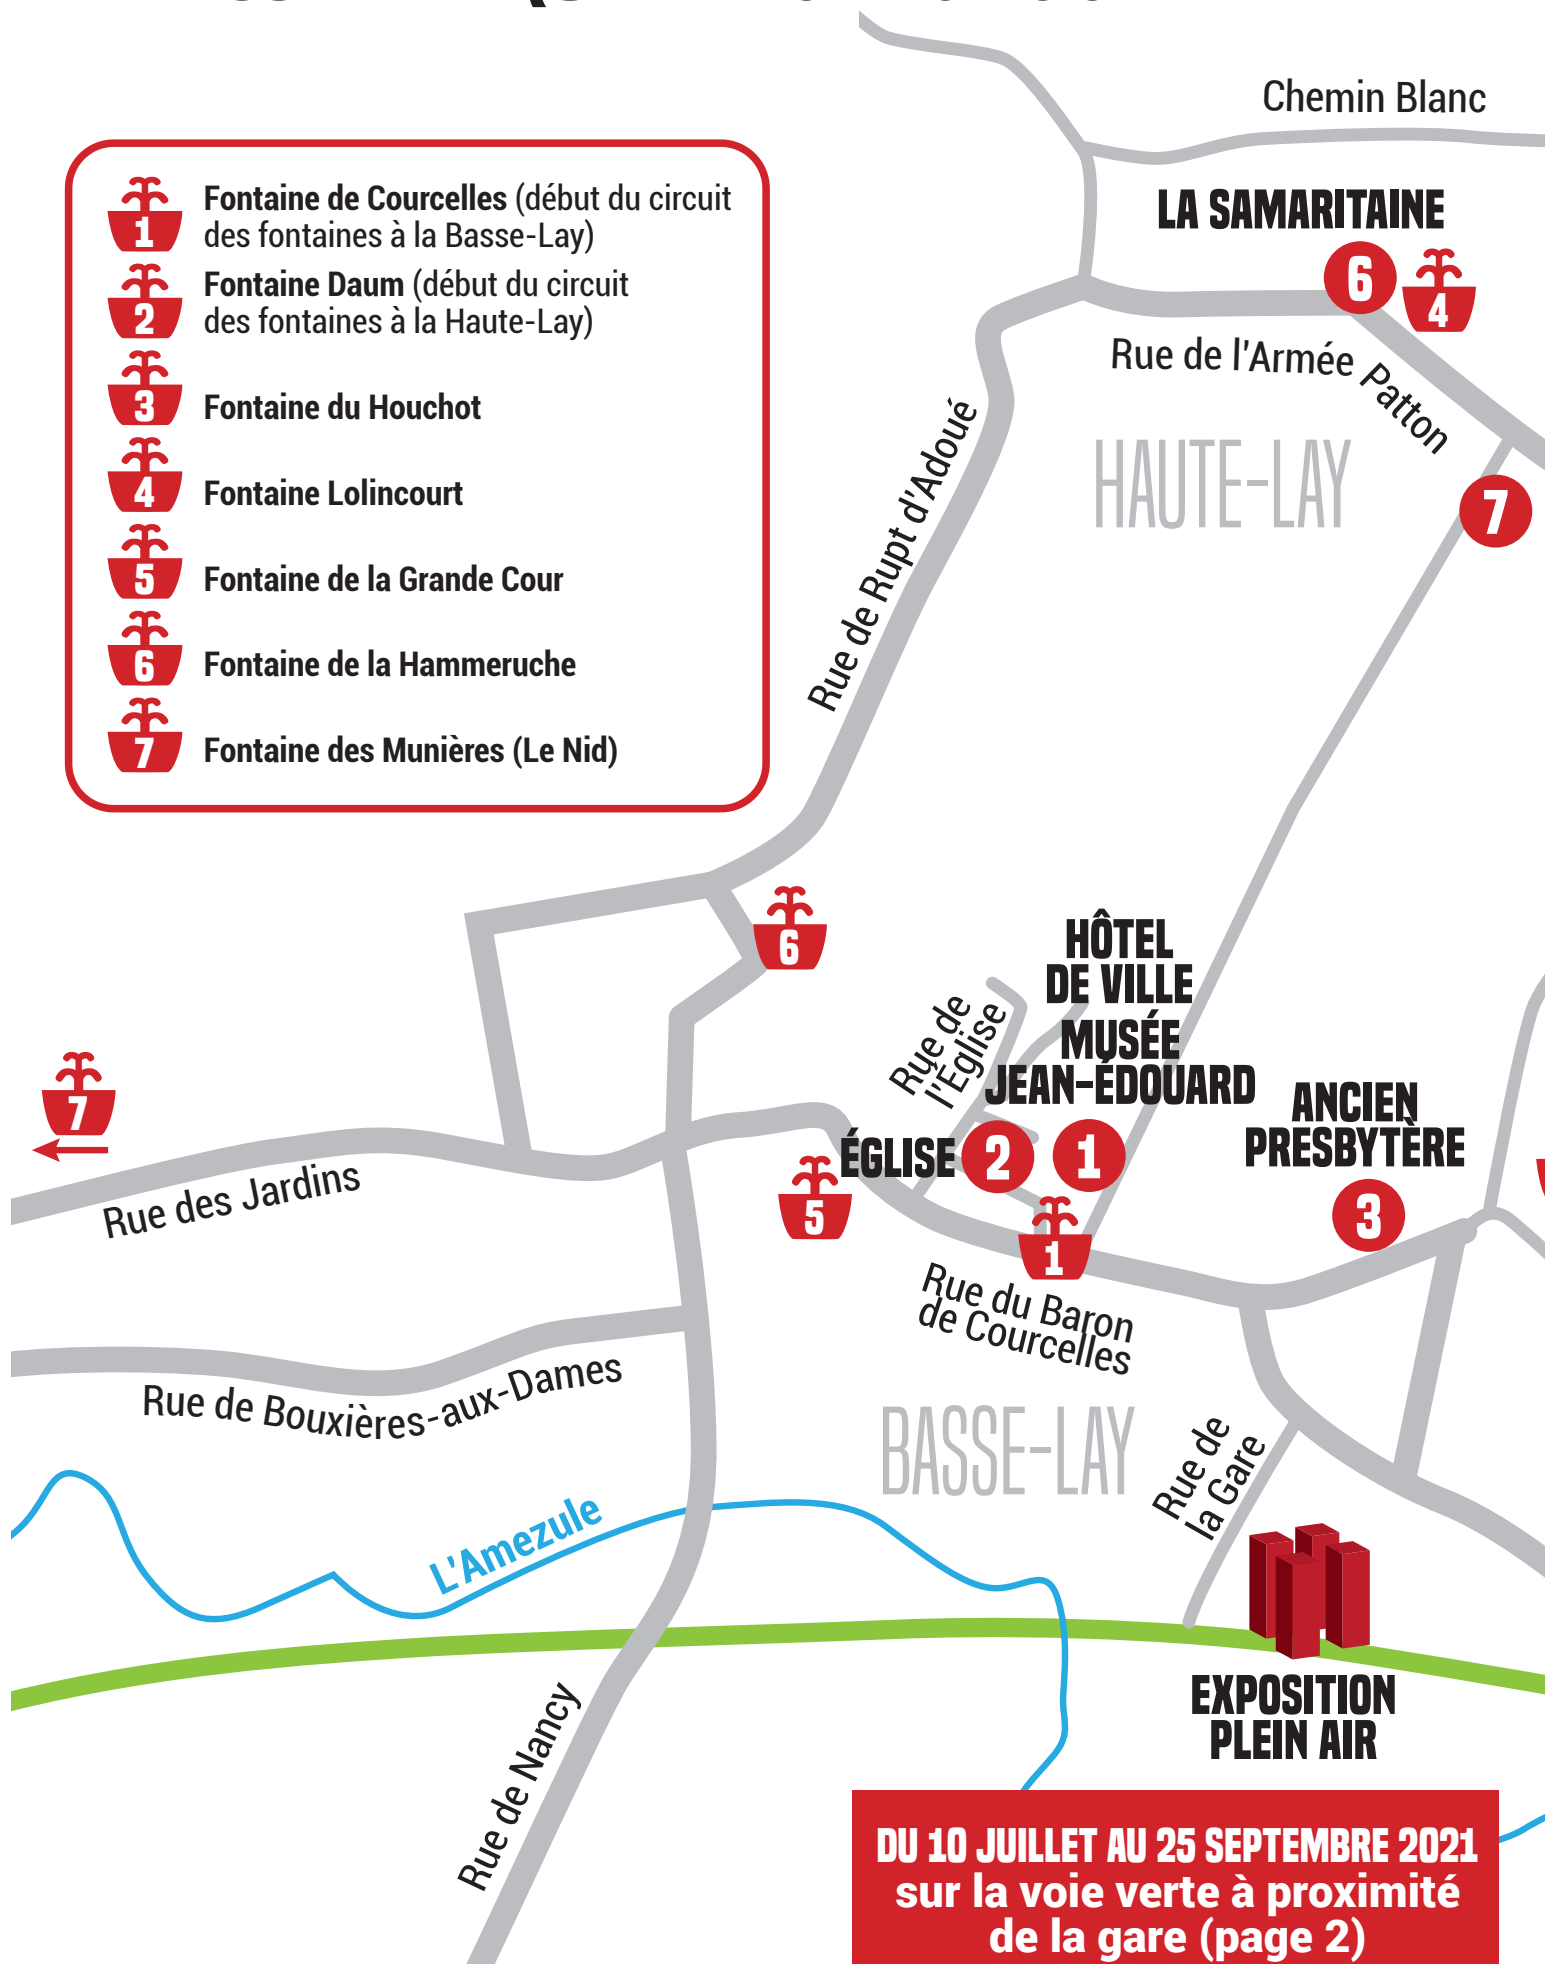 Chemin Blanc
1
Fontaine de Courcelles (début du circuit
des fontaines à la Basse-Lay)
2
Fontaine Daum (début du circuit
des fontaines à la Haute-Lay)
3
Fontaine du Houchot
4
Fontaine Lolincourt
5
Fontaine de la Grande Cour
6
Fontaine de la Hammeruche
7
Fontaine des Munières (Le Nid)
LA SAMARITAINE
6
4
Rue de l'Armée Patton
HAUTE-LAY
7
Rue de Rupt d'Adoué
6
HÔTEL
DE VILLE
MUSÉE
JEAN-ÉDOUARD
Rue de
l'Église
ANCIEN
PRESBYTÈRE
7
ÉGLISE
2
1
3
5
1
Rue des Jardins
Rue du Baron
de Courcelles
Rue de Bouxières-aux-Dames
BASSE-LAY
Rue de
la Gare
L'Amezule
EXPOSITION
PLEIN AIR
Rue de Nancy
DU 10 JUILLET AU 25 SEPTEMBRE 2021
sur la voie verte à proximité
de la gare (page 2)